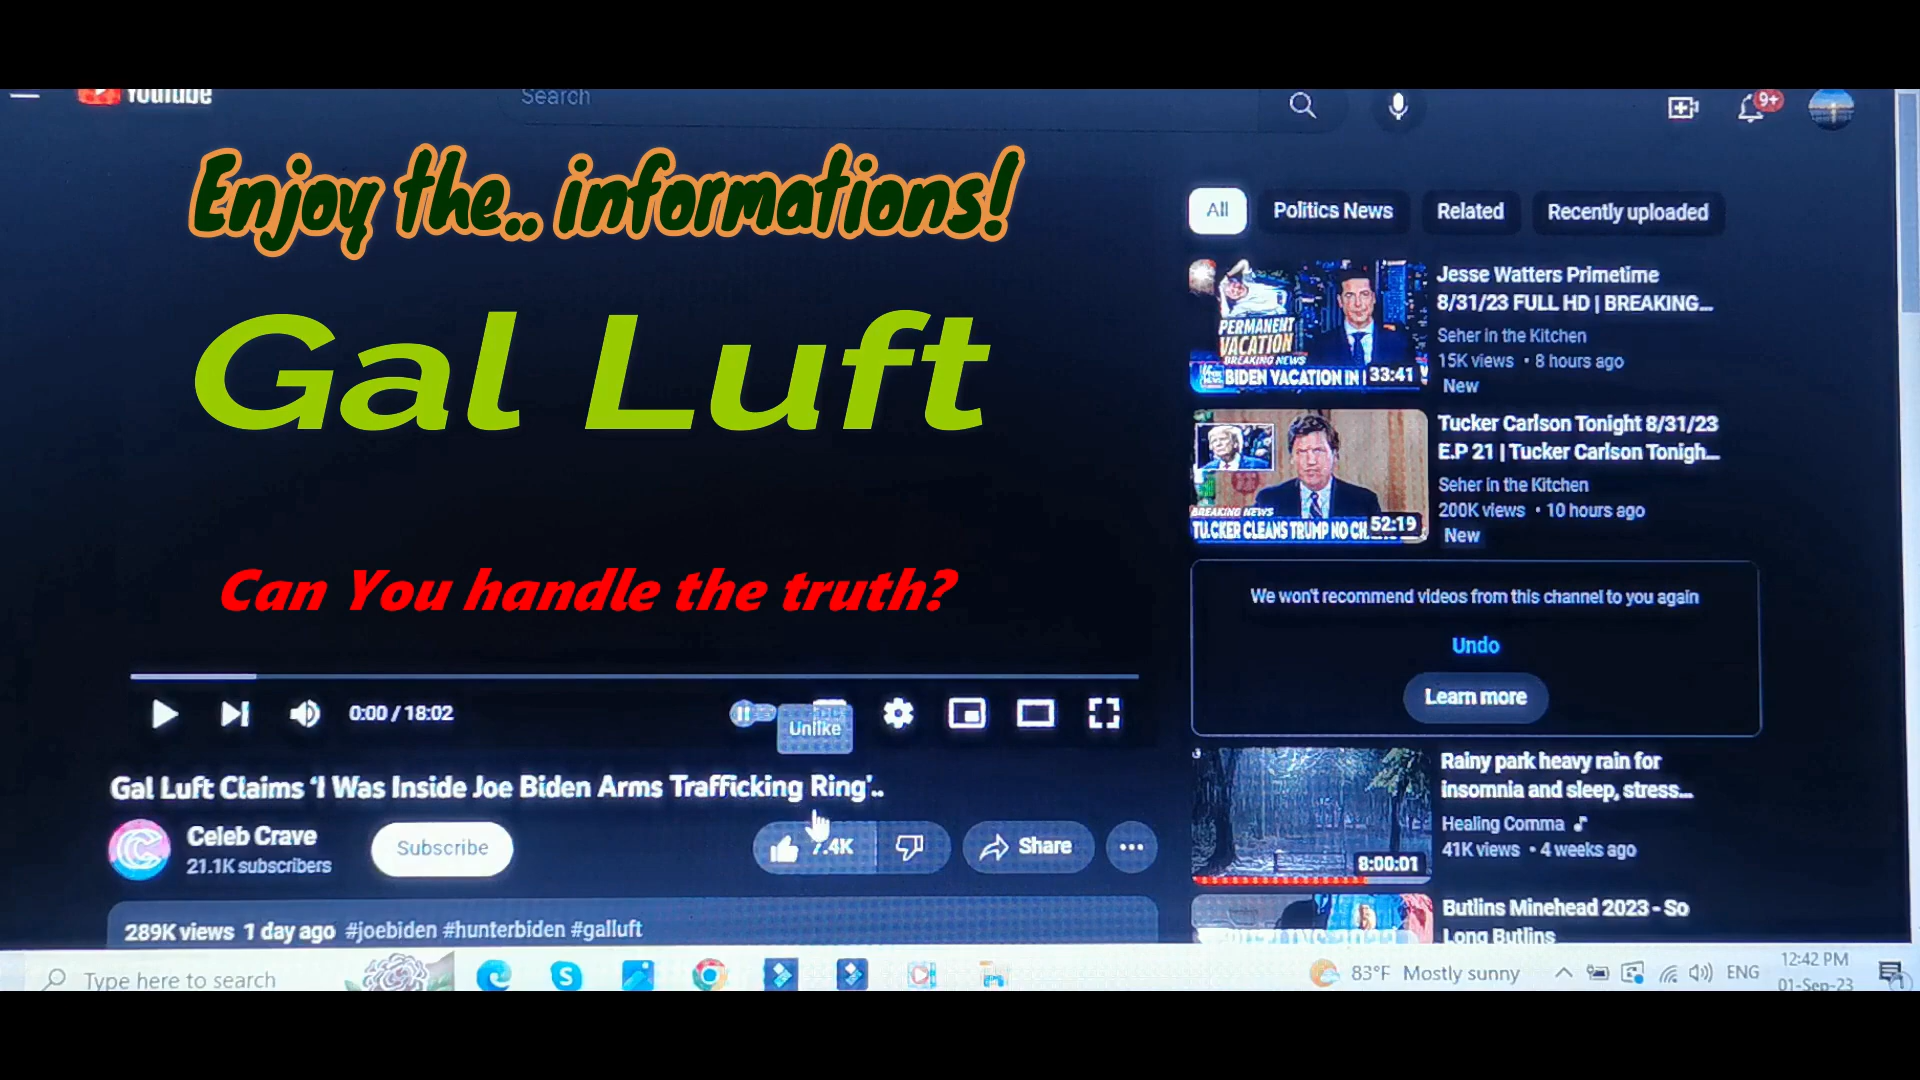 YouTube
Search
9+
Enjoy the.. informations!
Gal Luft
Can You handle the truth?
0:00 / 18:02
Unlike
Gal Luft Claims ‘I Was Inside Joe Biden Arms Trafficking Ring’..
Celeb Crave
21.1K subscribers
Subscribe
7.4K
Share
289K views 1 day ago #joebiden #hunterbiden #galluft
All
Politics News
Related
Recently uploaded
PERMANENT
VACATION
BREAKING NEWS
BIDEN VACATION IN
33:41
Jesse Watters Primetime
8/31/23 FULL HD | BREAKING...
Seher in the Kitchen
15K views • 8 hours ago
New
BREAKING NEWS
TUCKER CLEANS TRUMP NO CH
52:19
Tucker Carlson Tonight 8/31/23
E.P 21 | Tucker Carlson Tonigh...
Seher in the Kitchen
200K views • 10 hours ago
New
We won't recommend videos from this channel to you again
Undo
Learn more
8:00:01
Rainy park heavy rain for
insomnia and sleep, stress...
Healing Comma
41K views • 4 weeks ago
Butlins Minehead 2023 - So
Long Butlins
Type here to search
83°F Mostly sunny
ENG
12:42 PM
01-Sep-23